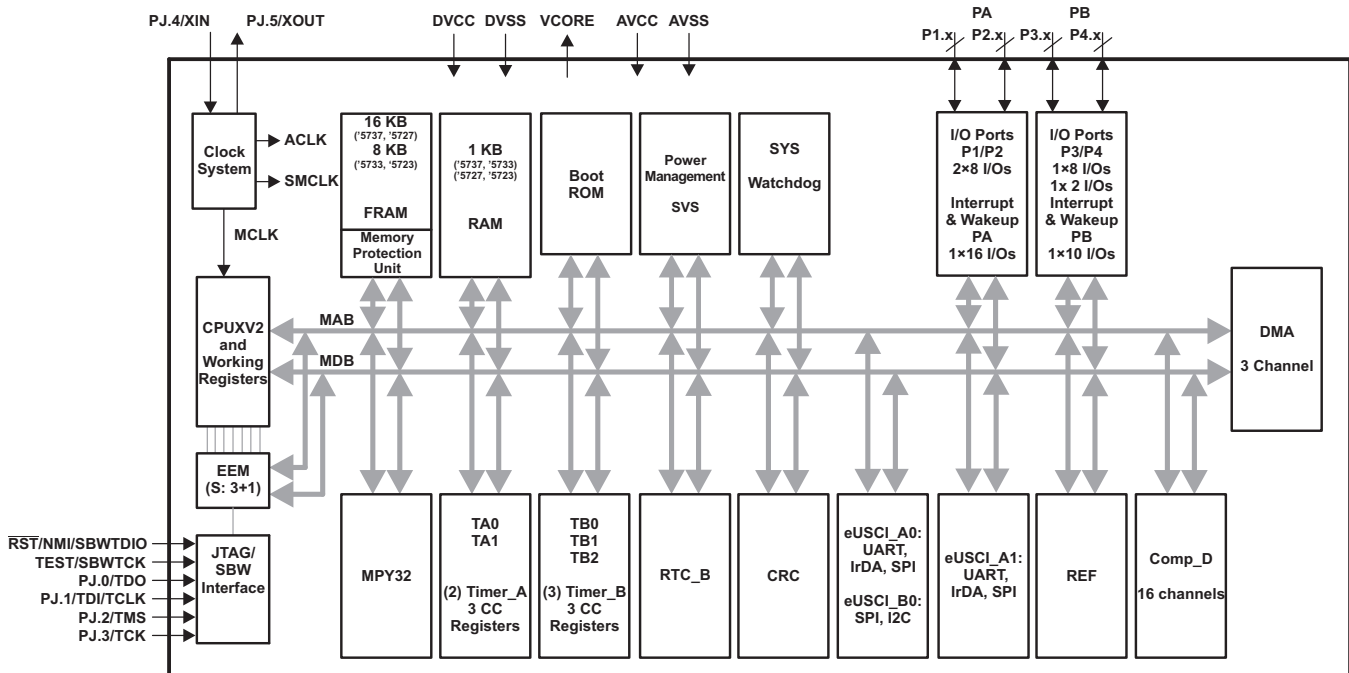 PJ.4/XIN
PJ.5/XOUT
DVCC
DVSS
VCORE
AVCC
AVSS
PA
P1.x
P2.x
PB
P3.x
P4.x
Clock
System
ACLK
SMCLK
MCLK
16 KB
('5737, '5727)
8 KB
('5733, '5723)
FRAM
Memory
Protection
Unit
1 KB
('5737, '5733)
('5727, '5723)
RAM
Boot
ROM
Power
Management
SVS
SYS
Watchdog
I/O Ports
P1/P2
2×8 I/Os
Interrupt
& Wakeup
PA
1×16 I/Os
I/O Ports
P3/P4
1×8 I/Os
1x 2 I/Os
Interrupt
& Wakeup
PB
1×10 I/Os
CPUXV2
and
Working
Registers
MAB
MDB
DMA
3 Channel
EEM
(S: 3+1)
RST/NMI/SBWTDIO
TEST/SBWTCK
PJ.0/TDO
PJ.1/TDI/TCLK
PJ.2/TMS
PJ.3/TCK
JTAG/
SBW
Interface
MPY32
TA0
TA1
(2) Timer_A
3 CC
Registers
TB0
TB1
TB2
(3) Timer_B
3 CC
Registers
RTC_B
CRC
eUSCI_A0:
UART,
IrDA, SPI
eUSCI_B0:
SPI, I2C
eUSCI_A1:
UART,
IrDA, SPI
REF
Comp_D
16 channels